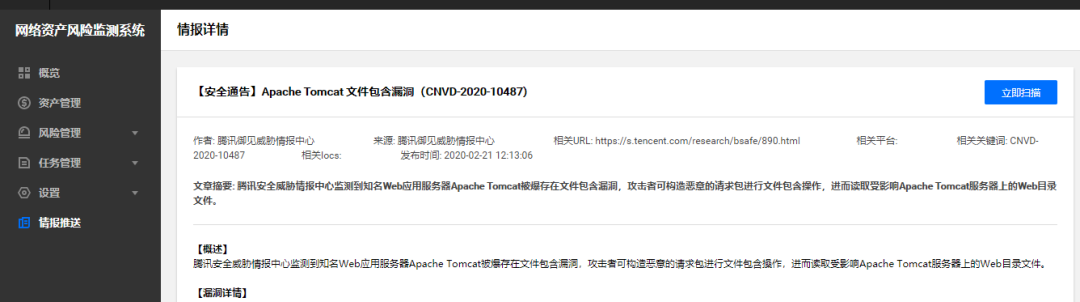 网络资产风险监测系统
情报详情
概览
资产管理
风险管理
任务管理
设置
情报推送
【安全通告】Apache Tomcat 文件包含漏洞（CNVD-2020-10487）
立即扫描
作者: 腾讯御见威胁情报中心 来源: 腾讯御见威胁情报中心 相关URL: https://s.tencent.com/research/bsafe/890.html 相关平台: 相关关键词: CNVD-
2020-10487 相关Iocs: 发布时间: 2020-02-21 12:13:06
文章摘要: 腾讯安全威胁情报中心监测到知名Web应用服务器Apache Tomcat被爆存在文件包含漏洞，攻击者可构造恶意的请求包进行文件包含操作，进而读取受影响Apache Tomcat服务器上的Web目录
文件。
【概述】
腾讯安全威胁情报中心监测到知名Web应用服务器Apache Tomcat被爆存在文件包含漏洞，攻击者可构造恶意的请求包进行文件包含操作，进而读取受影响Apache Tomcat服务器上的Web目录文件。
【漏洞详情】